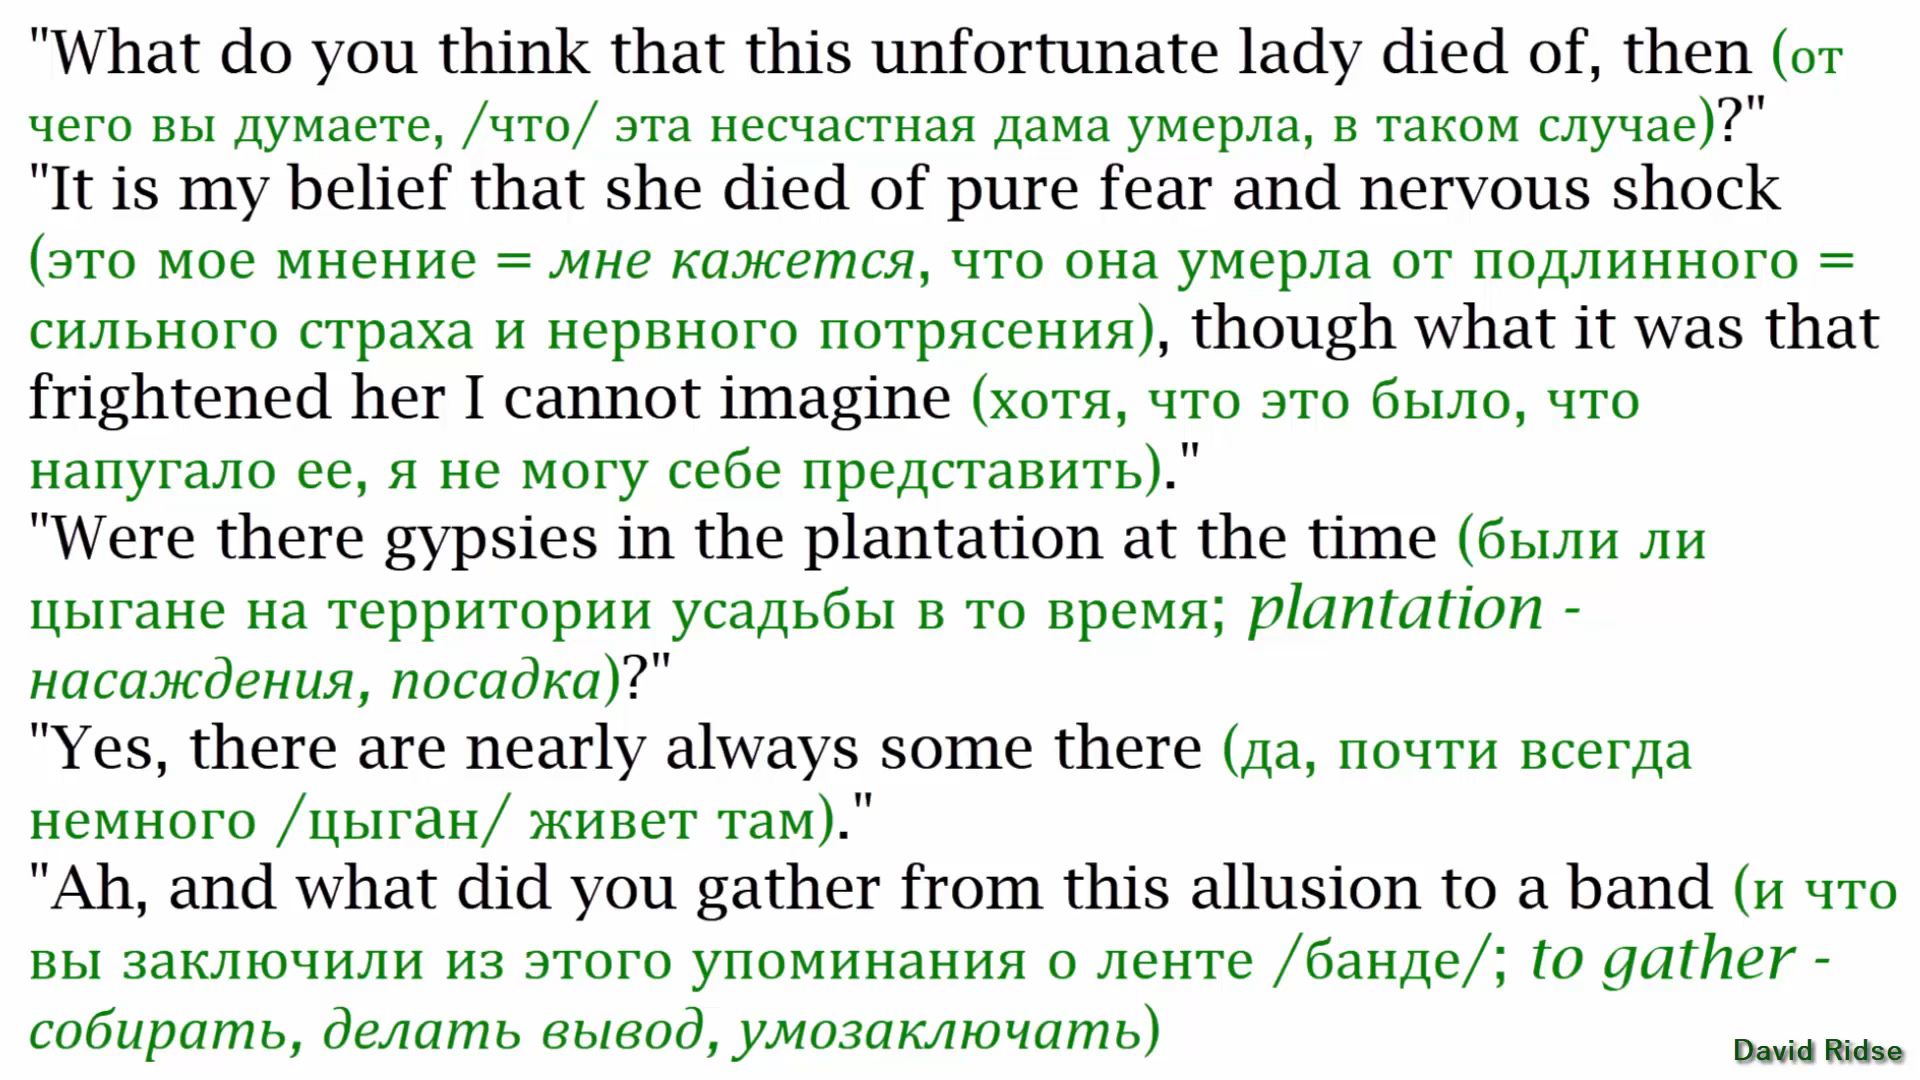 "What do you think that this unfortunate lady died of, then (от
чего вы думаете, /что/ эта несчастная дама умерла, в таком случае)?"
"It is my belief that she died of pure fear and nervous shock
(это мое мнение = мне кажется, что она умерла от подлинного =
сильного страха и нервного потрясения), though what it was that
frightened her I cannot imagine (хотя, что это было, что
напугало ее, я не могу себе представить)."
"Were there gypsies in the plantation at the time (были ли
цыгане на территории усадьбы в то время; plantation -
насаждения, посадка)?"
"Yes, there are nearly always some there (да, почти всегда
немного /цыган/ живет там)."
"Ah, and what did you gather from this allusion to a band (и что
вы заключили из этого упоминания о ленте /банде/; to gather -
собирать, делать вывод, умозаключать)
David Ridse